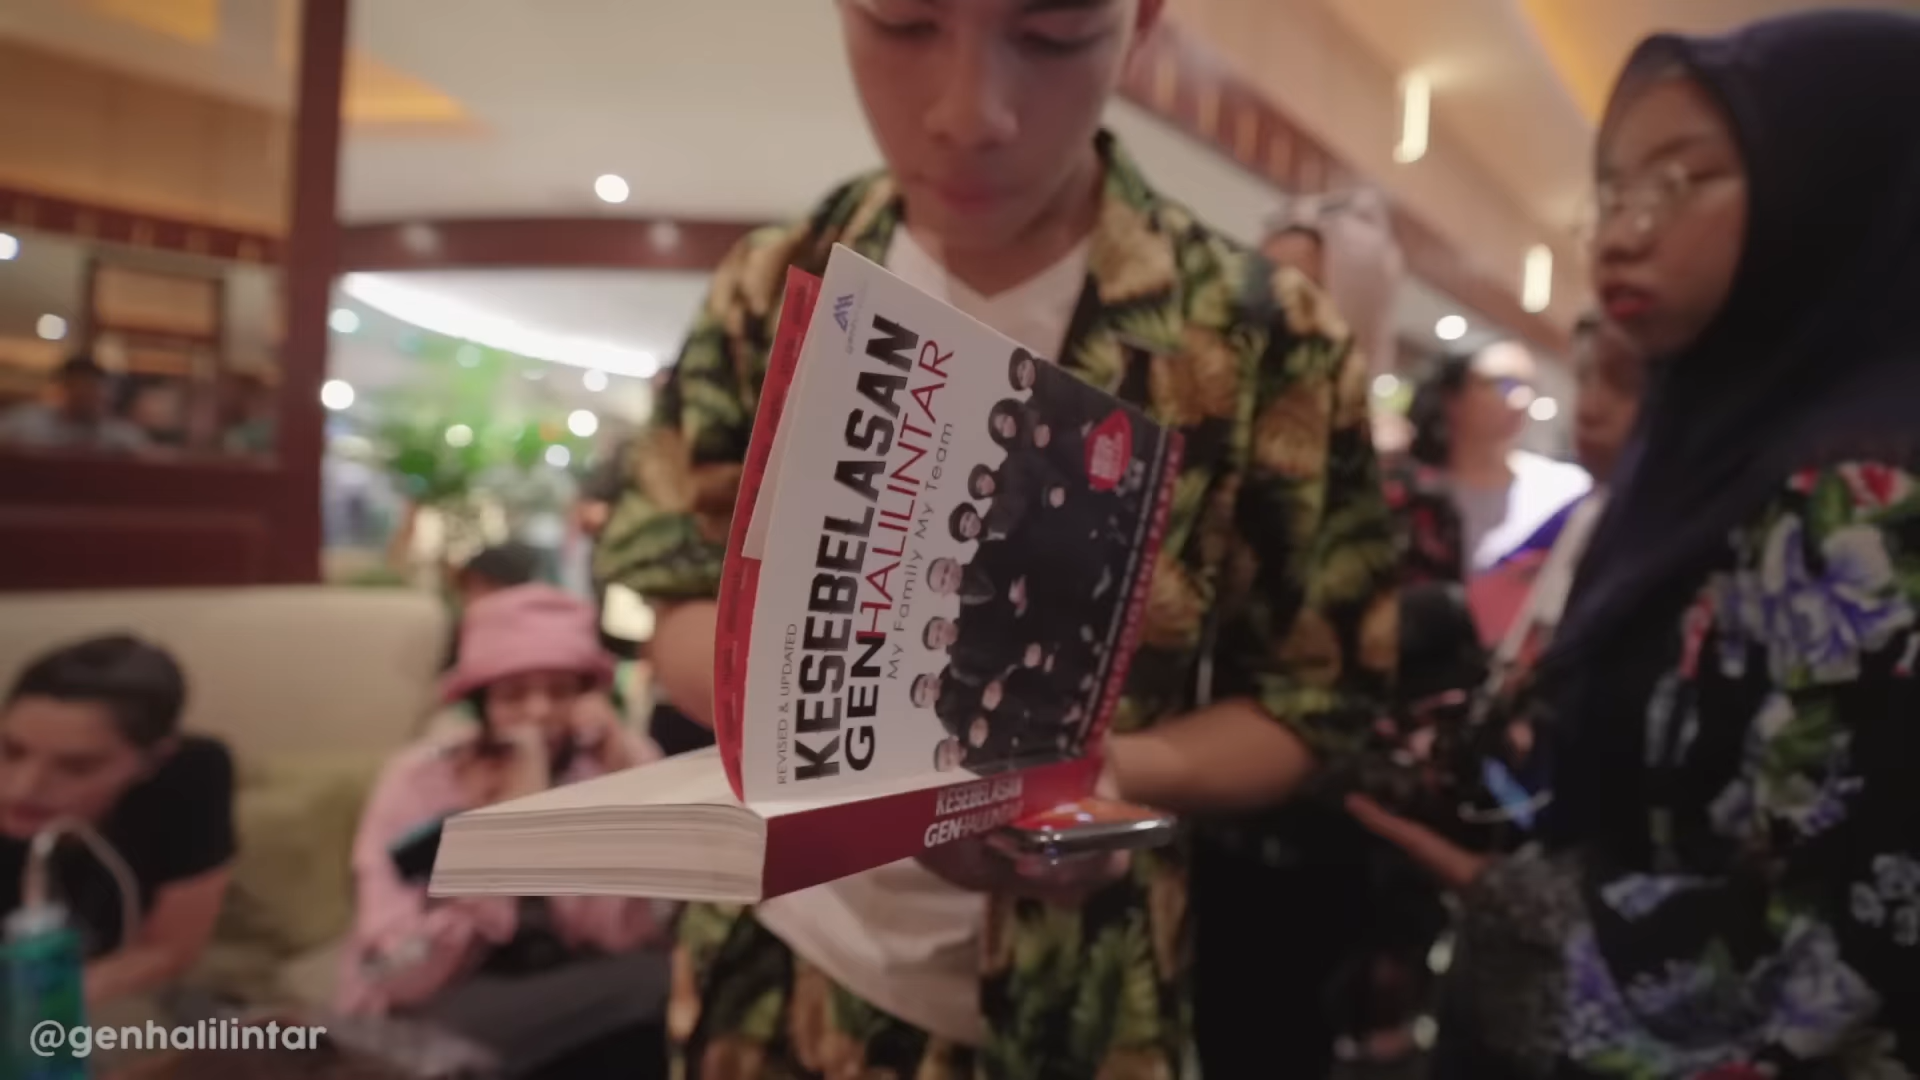 REVISED & UPDATED
KESEBELASAN
GENHALILINTAR
My Family My Team
KESEBELASAN
GENHALILINTAR
@genhalilintar